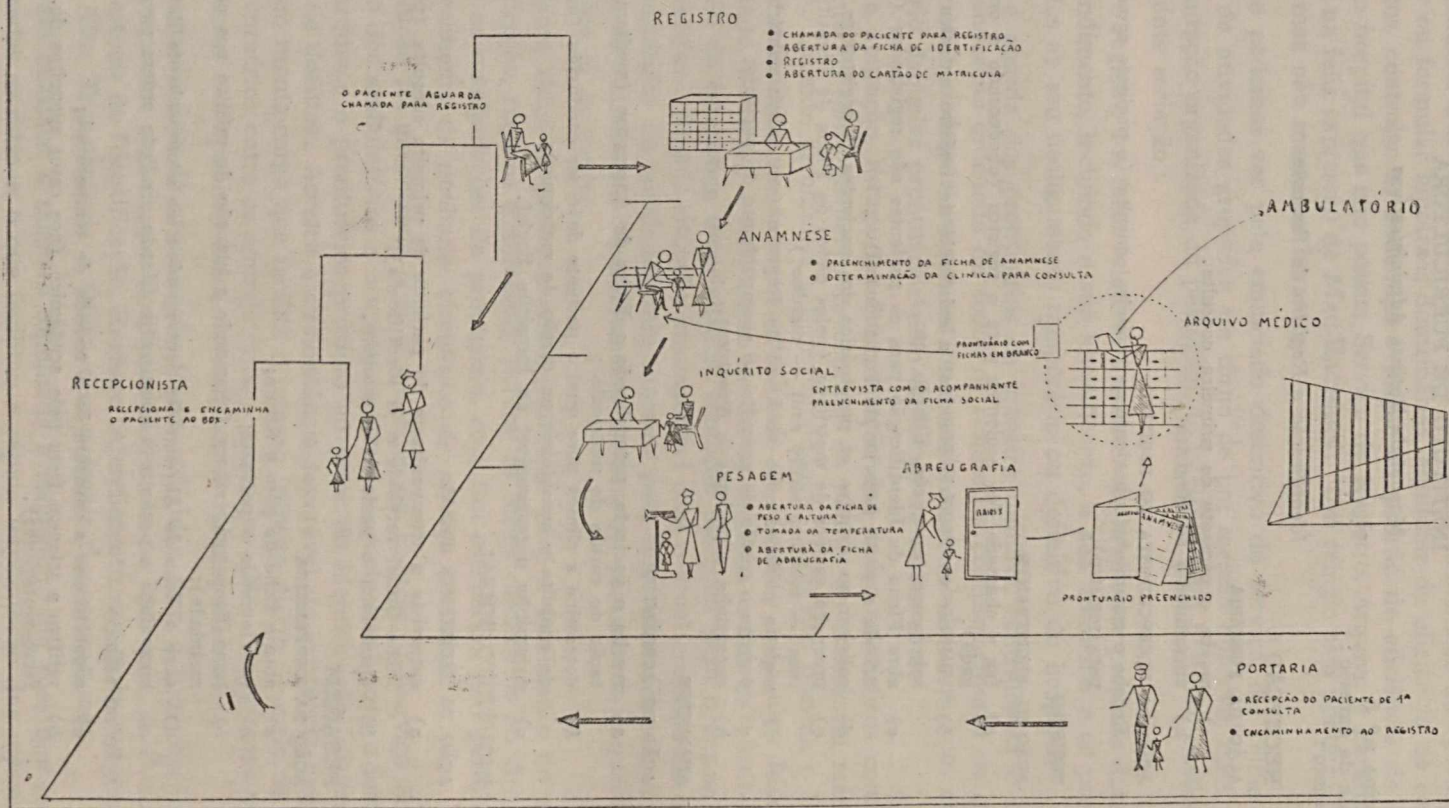 REGISTRO
• CHAMADA DO PACIENTE PARA REGISTRO
• ABERTURA DA FICHA DE IDENTIFICAÇÃO
• REGISTRO
• ABERTURA DO CARTÃO DE MATRICULA
O PACIENTE AGUARDA
CHAMADA PARA REGISTRO
AMBULATÓRIO
ANAMNÉSE
• PREENCHIMENTO DA FICHA DE ANAMNESE
• DETERMINAÇÃO DA CLINICA PARA CONSULTA
ARQUIVO MÉDICO
PRONTUÁRIO COM
FICHAS EM BRANCO
RECEPCIONISTA
RECEPCIONA E ENCAMINHA
O PACIENTE AO BOX
INQUÉRITO SOCIAL
ENTREVISTA COM O ACOMPANHANTE
PREENCHIMENTO DA FICHA SOCIAL
PESAGEM
• ABERTURA DA FICHA DE
PESO E ALTURA
• TOMADA DA TEMPERATURA
• ABERTURA DA FICHA
DE ABREUGRAFIA
ABREUGRAFIA
RAIOS X
ANAMNESE
PRONTUARIO PREENCHIDO
PORTARIA
• RECEPÇÃO DO PACIENTE DE 1ª
CONSULTA
• ENCAMINHAMENTO AO REGISTRO